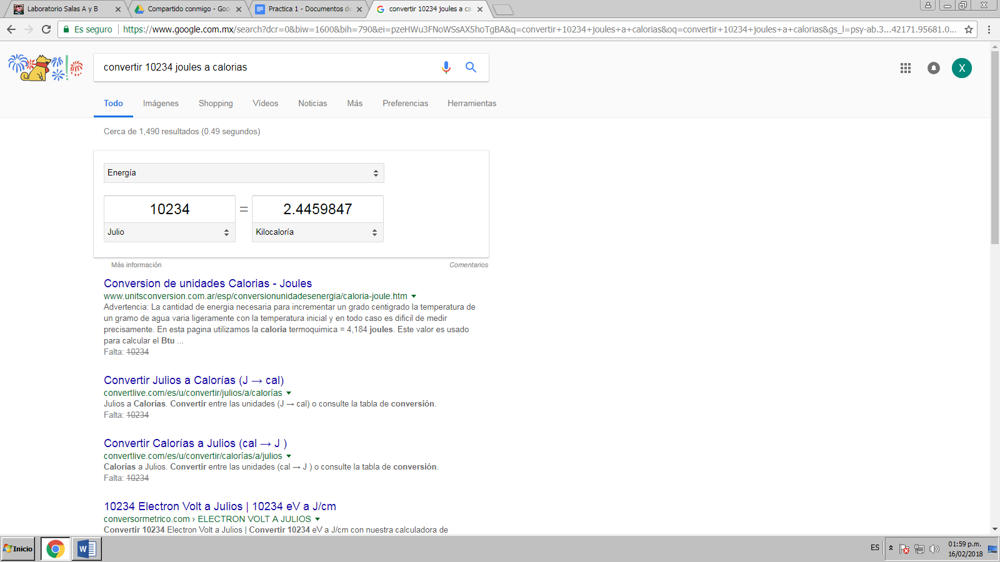 Laboratorio Salas A y B
Compartido conmigo - Goo
Practica 1 - Documentos de
convertir 10234 joules a ca
Es seguro
https://www.google.com.mx/search?dcr=0&biw=1600&bih=790&ei=pzeHWu3FNoWSsAX5hoTgBA&q=convertir+10234+joules+a+calorias&oq=convertir+10234+joules+a+calorias&gs_l=psy-ab.3...42171.95681.0...
convertir 10234 joules a calorias
X
Todo Imágenes Shopping Vídeos Noticias Más Preferencias Herramientas
Cerca de 1,490 resultados (0.49 segundos)
Energía
10234 = 2.4459847
Julio Kilocaloría
Más información Comentarios
Conversion de unidades Calorias - Joules
www.unitsconversion.com.ar/esp/conversionunidadesenergia/caloria-joule.htm
Advertencia: La cantidad de energia necesaria para incrementar un grado centigrado la temperatura de
un gramo de agua varia ligeramente con la temperatura inicial y en todo caso es dificil de medir
precisamente. En esta pagina utilizamos la caloria termoquimica = 4,184 joules. Este valor es usado
para calcular el Btu ...
Falta: 10234
Convertir Julios a Calorías (J → cal)
convertlive.com/es/u/convertir/julios/a/calorías
Julios a Calorías. Convertir entre las unidades (J → cal) o consulte la tabla de conversión.
Falta: 10234
Convertir Calorías a Julios (cal → J )
convertlive.com/es/u/convertir/calorías/a/julios
Calorías a Julios. Convertir entre las unidades (cal → J ) o consulte la tabla de conversión.
Falta: 10234
10234 Electron Volt a Julios | 10234 eV a J/cm
conversormetrico.com › ELECTRON VOLT A JULIOS
Convertir 10234 Electron Volt a Julios | Convertir 10234 eV a J/cm con nuestra calculadora de
Inicio
ES
01:59 p.m.
16/02/2018